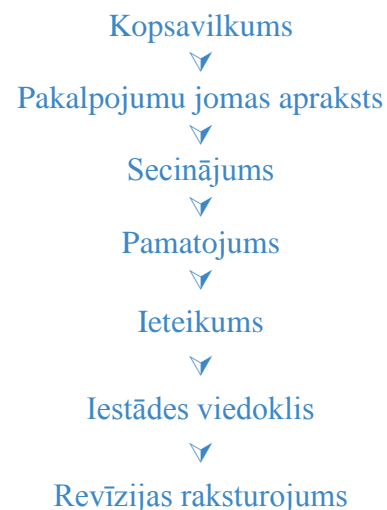 Kopsavilkums
Pakalpojumu jomas apraksts
Secinājums
Pamatojums
Ieteikums
Iestādes viedoklis
Revīzijas raksturojums